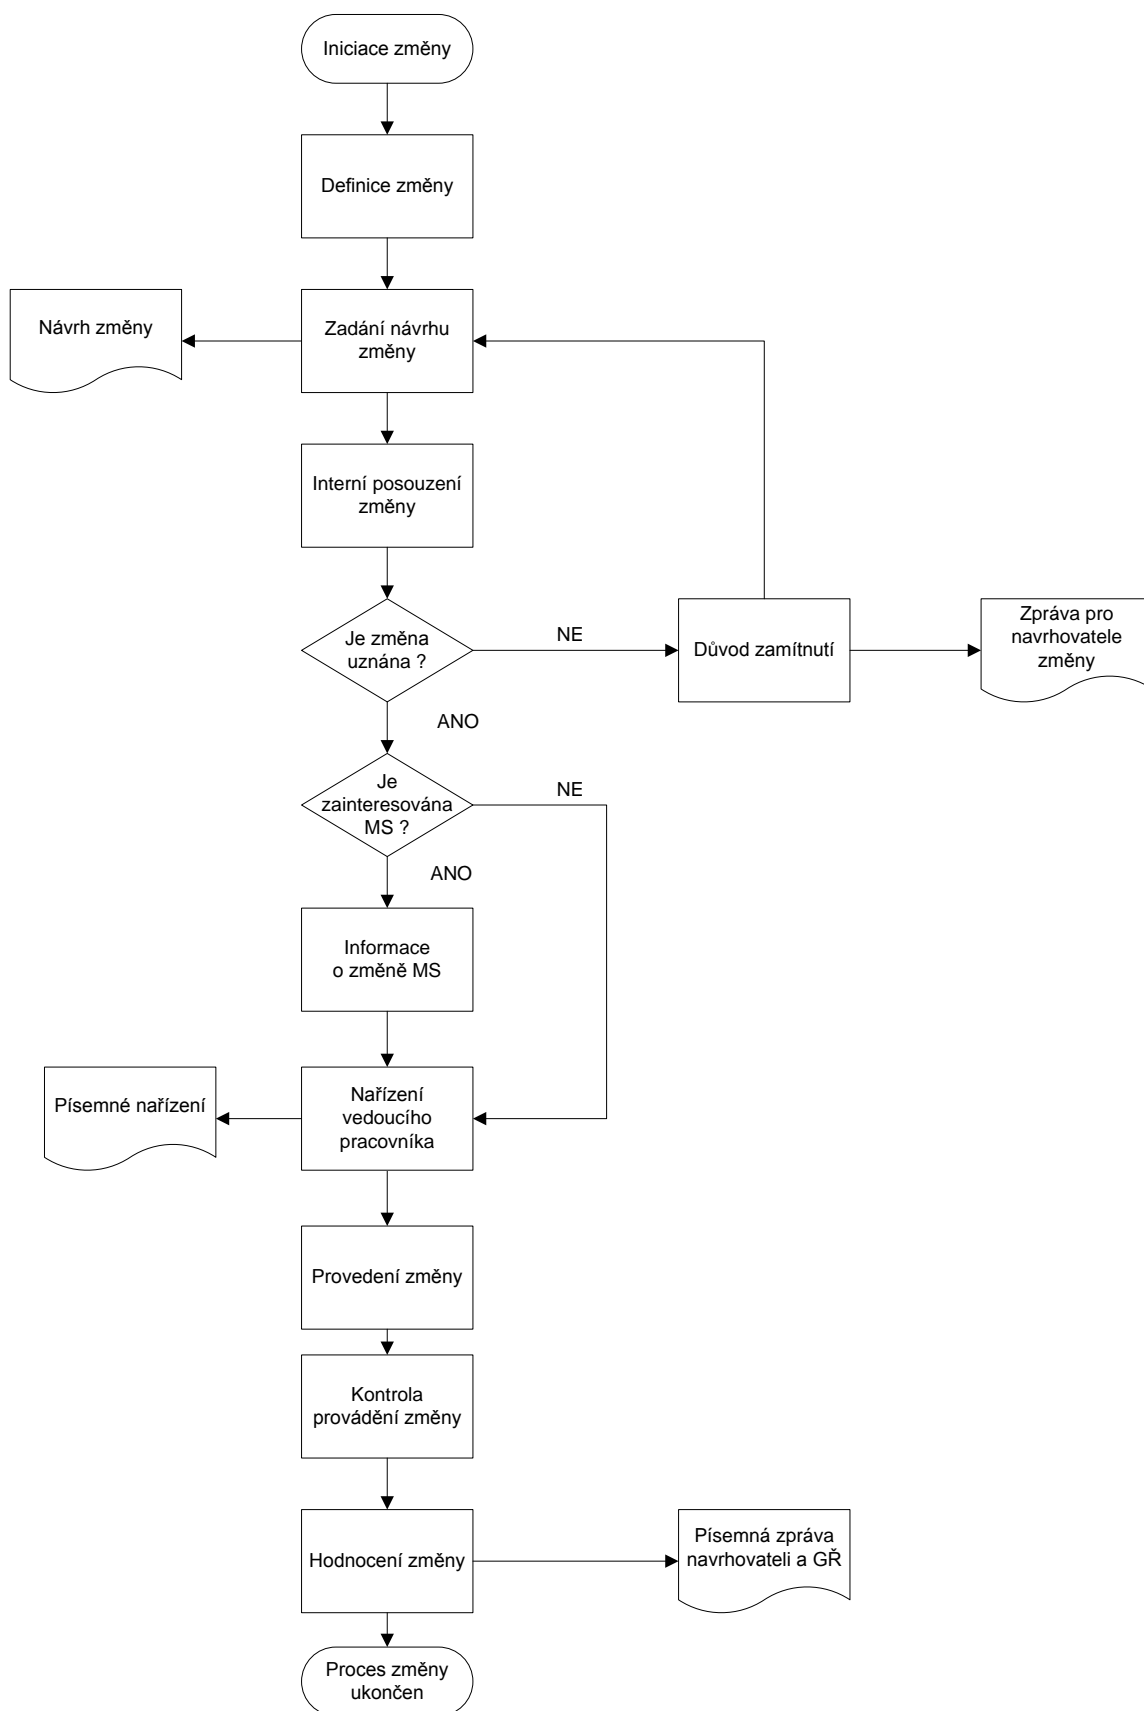 Iniciace změny
Definice změny
Návrh změny
Zadání návrhu
změny
Interní posouzení
změny
Je změna
uznána ?
NE
Důvod zamítnutí
Zpráva pro
navrhovatele
změny
ANO
Je
zainteresována
MS ?
NE
ANO
Informace
o změně MS
Písemné nařízení
Nařízení
vedoucího
pracovníka
Provedení změny
Kontrola
provádění změny
Hodnocení změny
Písemná zpráva
navrhovateli a GŘ
Proces změny
ukončen